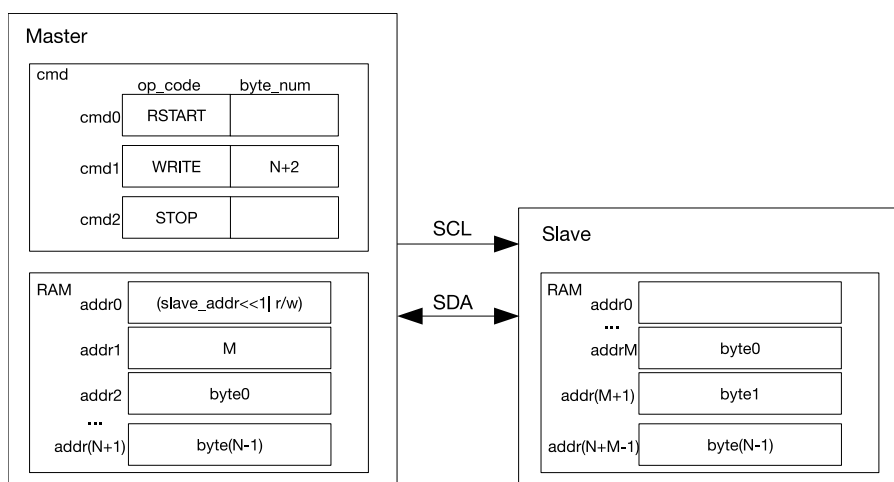 Master
cmd
op_code byte_num
cmd0 RSTART
cmd1 WRITE N+2
cmd2 STOP
RAM
addr0 (slave_addr<<1| r/w)
addr1 M
addr2 byte0
...
addr(N+1) byte(N-1)
SCL
SDA
Slave
RAM
addr0
...
addrM byte0
addr(M+1) byte1
addr(N+M-1) byte(N-1)